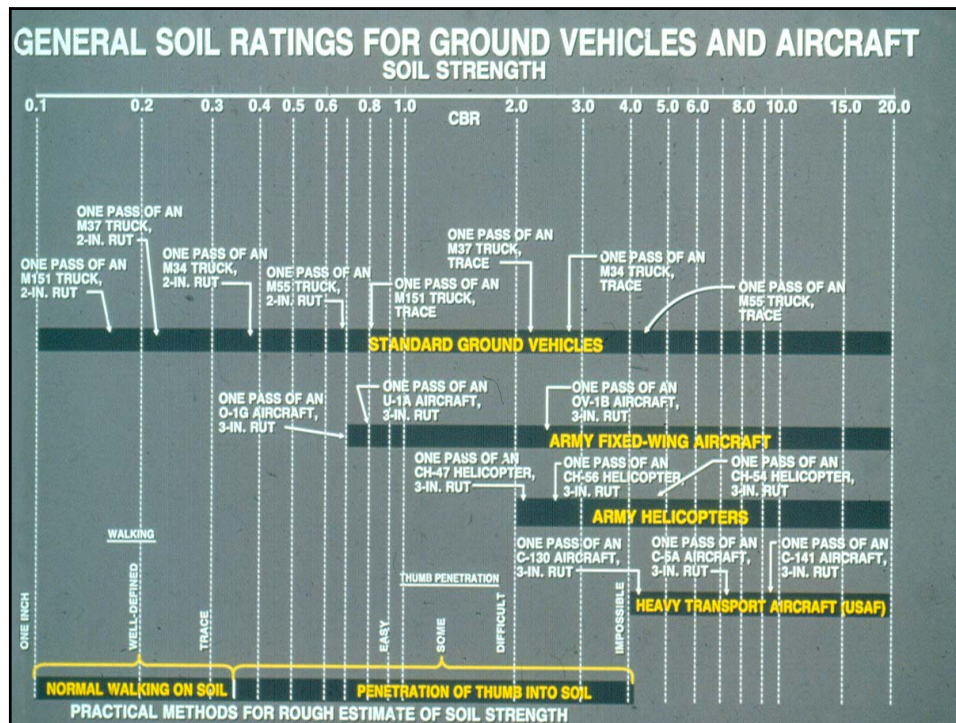 GENERAL SOIL RATINGS FOR GROUND VEHICLES AND AIRCRAFT
SOIL STRENGTH
0.1 0.2 0.3 0.4 0.5 0.6 0.8 1.0 2.0 3.0 4.0 5.0 6.0 8.0 10.0 15.0 20.0
CBR
ONE PASS OF AN
M151 TRUCK,
2-IN. RUT
ONE PASS OF AN
M37 TRUCK,
2-IN. RUT
ONE PASS OF AN
M34 TRUCK,
2-IN. RUT
ONE PASS OF AN
M55 TRUCK,
2-IN. RUT
ONE PASS OF AN
M151 TRUCK,
TRACE
ONE PASS OF AN
M37 TRUCK,
TRACE
ONE PASS OF AN
M34 TRUCK,
TRACE
ONE PASS OF AN
M55 TRUCK,
TRACE
STANDARD GROUND VEHICLES
ONE PASS OF AN
O-1G AIRCRAFT,
3-IN. RUT
ONE PASS OF AN
U-1A AIRCRAFT,
3-IN. RUT
ONE PASS OF AN
OV-1B AIRCRAFT,
3-IN. RUT
ARMY FIXED-WING AIRCRAFT
ONE PASS OF AN
CH-47 HELICOPTER,
3-IN. RUT
ONE PASS OF AN
CH-56 HELICOPTER,
3-IN. RUT
ONE PASS OF AN
CH-54 HELICOPTER,
3-IN. RUT
ARMY HELICOPTERS
ONE PASS OF AN
C-130 AIRCRAFT,
3-IN. RUT
ONE PASS OF AN
C-5A AIRCRAFT,
3-IN. RUT
ONE PASS OF AN
C-141 AIRCRAFT,
3-IN. RUT
HEAVY TRANSPORT AIRCRAFT (USAF)
WALKING
ONE INCH
WELL-DEFINED
TRACE
THUMB PENETRATION
EASY
SOME
DIFFICULT
IMPOSSIBLE
NORMAL WALKING ON SOIL
PENETRATION OF THUMB INTO SOIL
PRACTICAL METHODS FOR ROUGH ESTIMATE OF SOIL STRENGTH